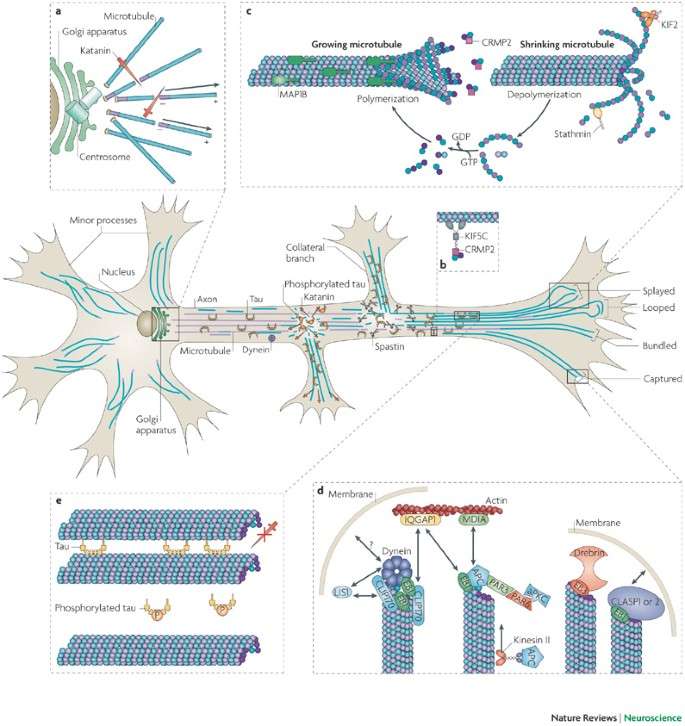 a
Microtubule
Golgi apparatus
Katanin
+
−
−
+
Centrosome
c
Growing microtubule
CRMP2
Shrinking microtubule
KIF2
MAP1B
Polymerization
Depolymerization
Stathmin
GDP
GTP
Minor processes
Nucleus
Collateral
branch
KIF5C
CRMP2
b
Phosphorylated tau
Katanin
Axon
Tau
Splayed
Looped
Bundled
Captured
Microtubule
Dynein
Spastin
Golgi
apparatus
e
Tau
Phosphorylated tau
P
P
d
Membrane
Actin
IQGAP1
MDIA
Membrane
?
Dynein
Drebrin
LIS1
CLIP170
EB1
CLIP170
EB1
APC
PAR3
PAR6
aPKC
EB3
CLASP1 or 2
Kinesin II
APC
Nature Reviews | Neuroscience